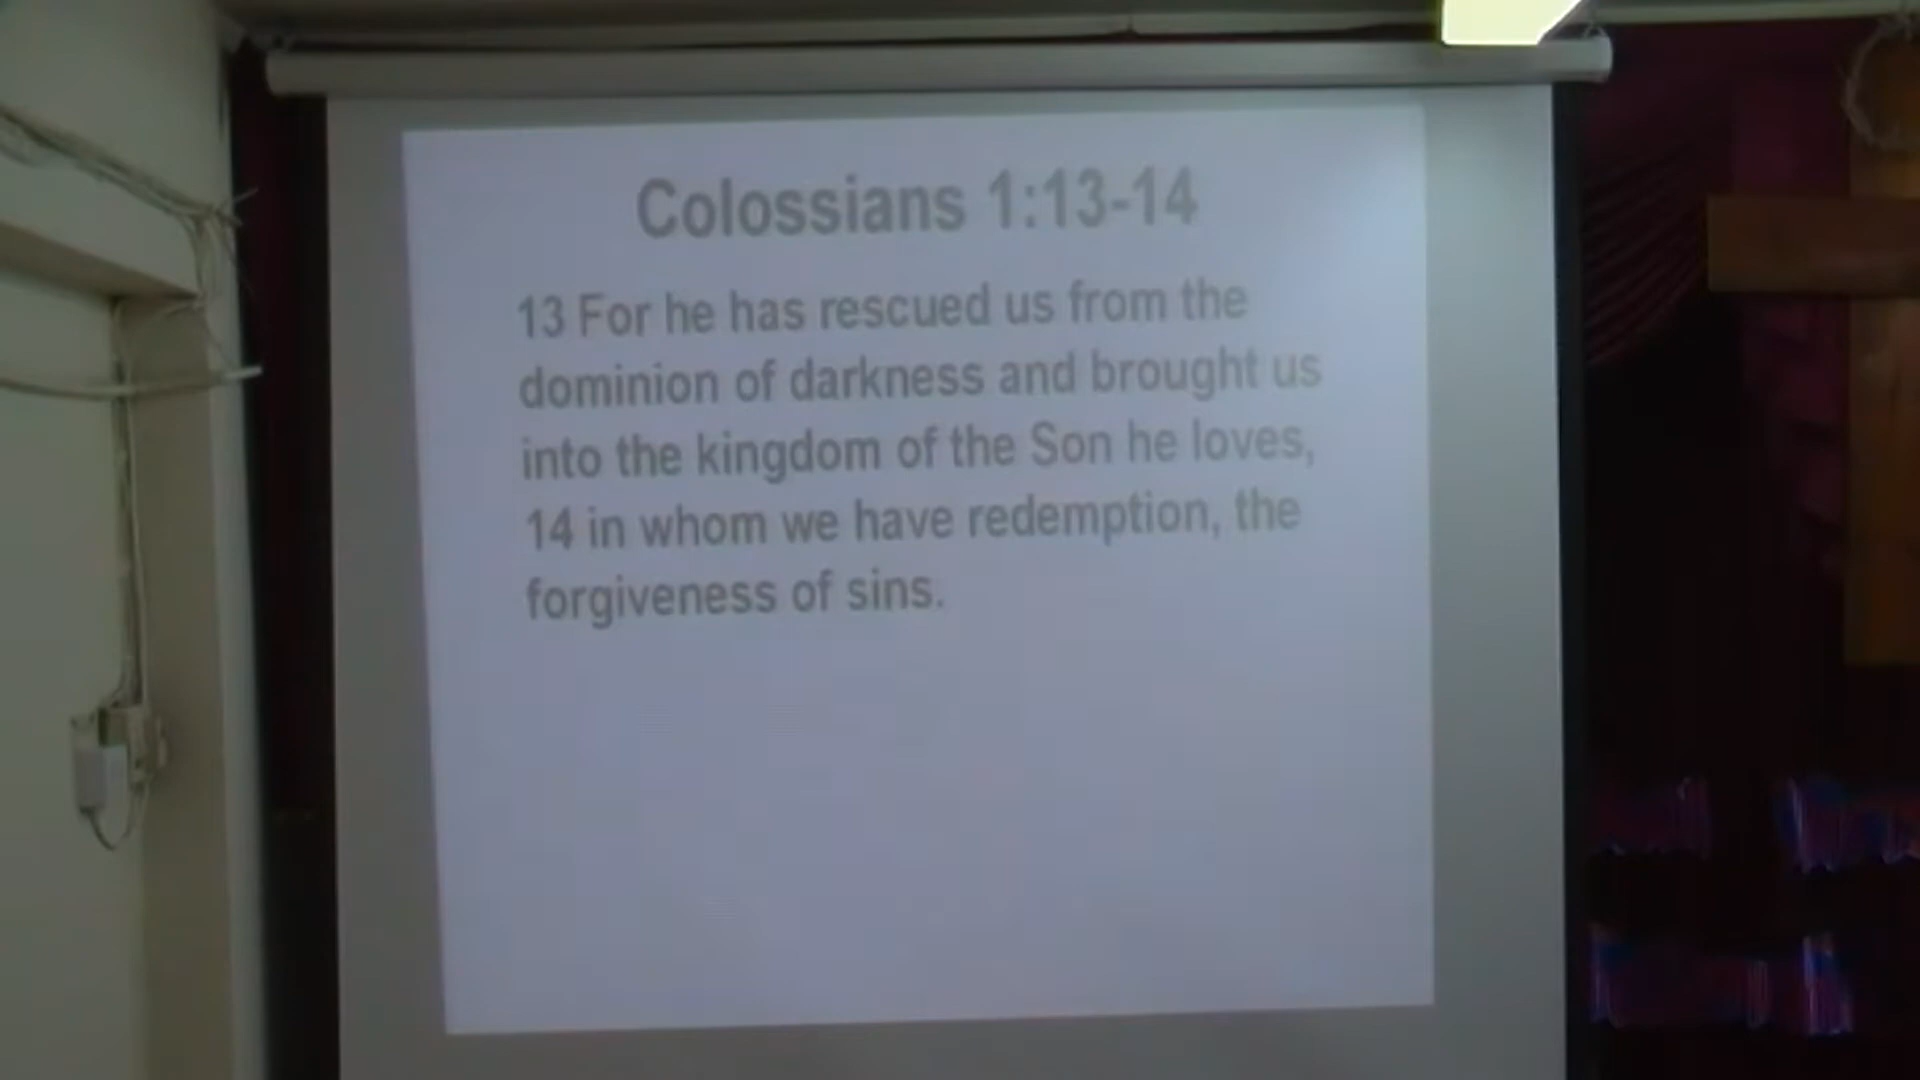 Colossians 1:13-14
13 For he has rescued us from the
dominion of darkness and brought us
into the kingdom of the Son he loves,
14 in whom we have redemption, the
forgiveness of sins.